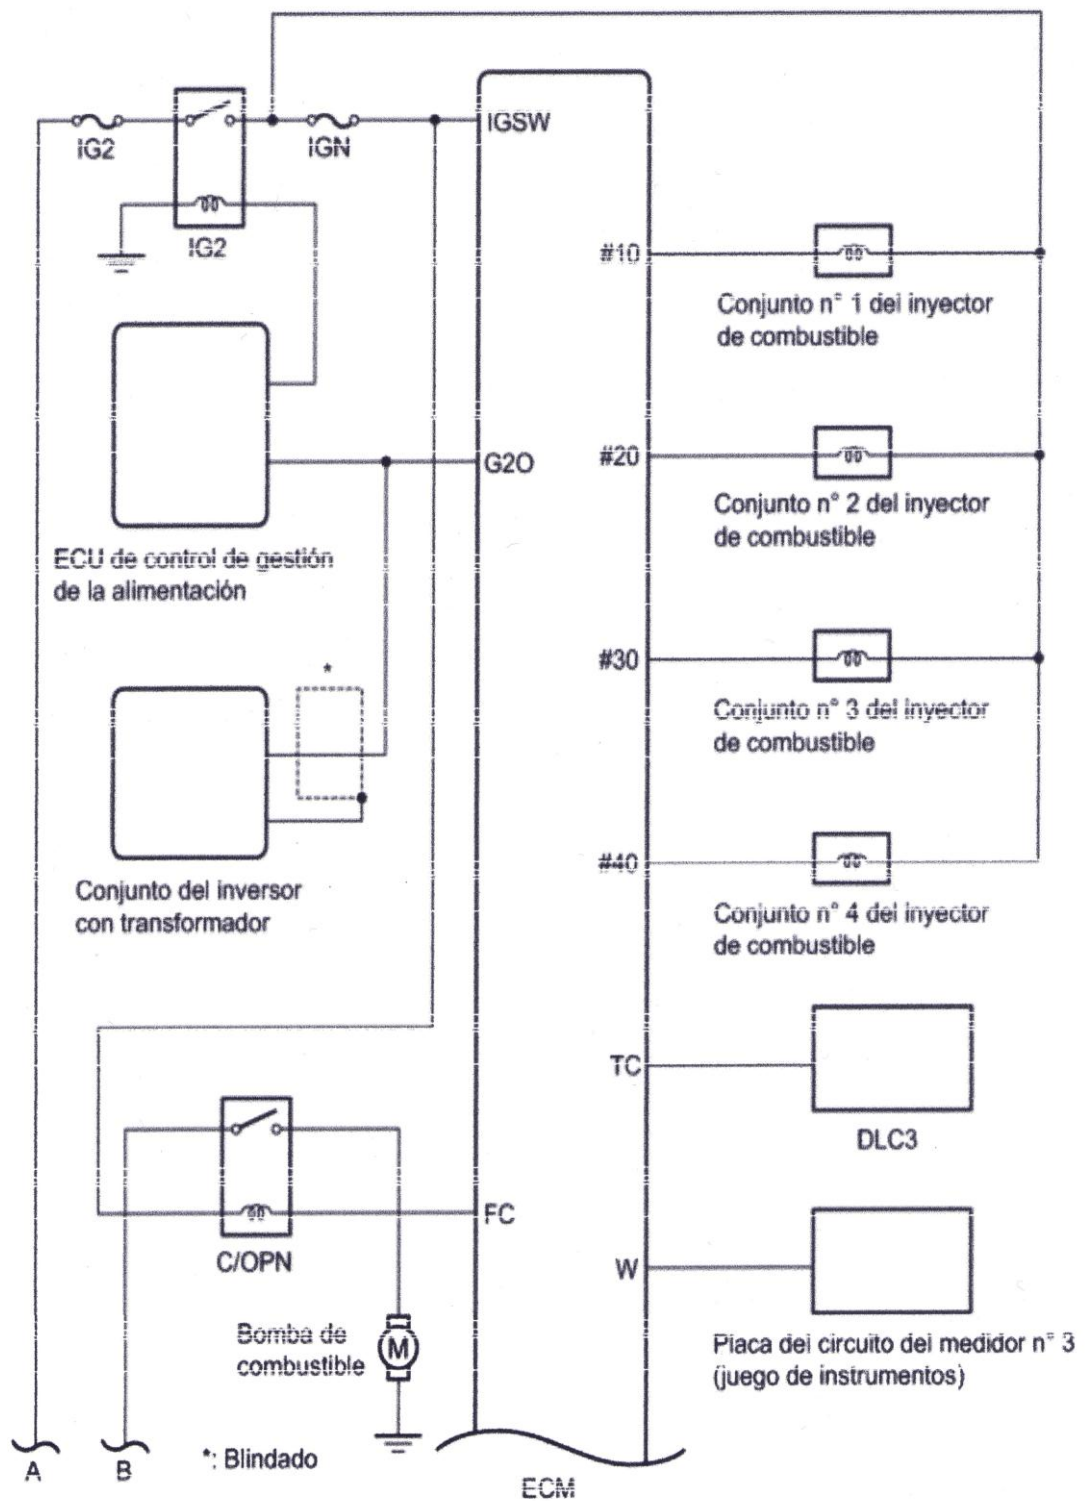 IG2
IGN
IGSW
IG2
#10
Conjunto n° 1 del inyector
de combustible
G2O
#20
Conjunto n° 2 del inyector
de combustible
ECU de control de gestión
de la alimentación
*
#30
Conjunto n° 3 del inyector
de combustible
Conjunto del inversor
con transformador
#40
Conjunto n° 4 del inyector
de combustible
TC
DLC3
FC
C/OPN
W
Bomba de
combustible
M
Placa del circuito del medidor n° 3
(juego de instrumentos)
A
B
*: Blindado
ECM